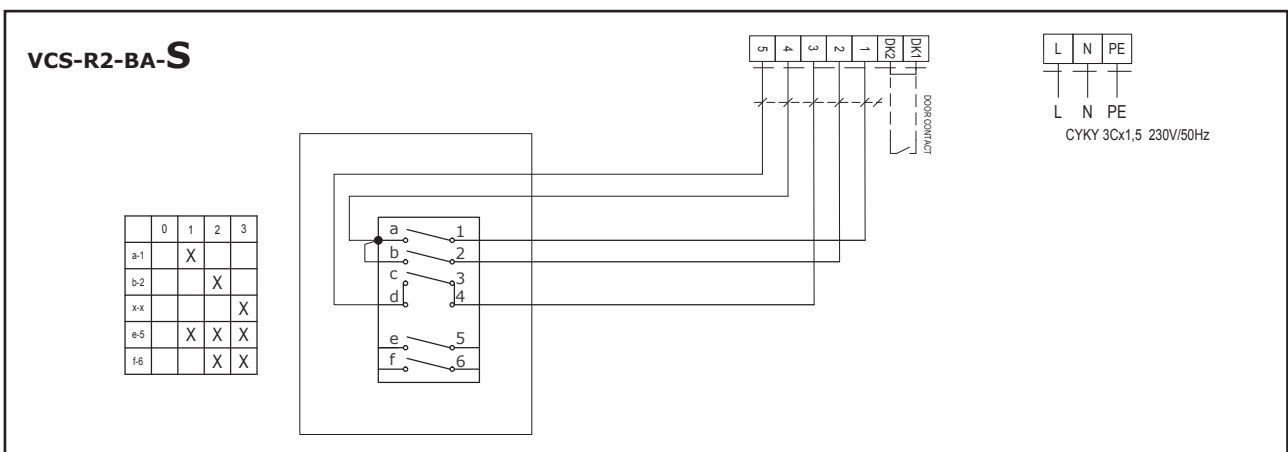 VCS-R2-BA-S
5 4 3 2 1 DK2 DK1
L N PE
DOOR CONTACT
L N PE
CYKY 3Cx1,5 230V/50Hz
0 1 2 3
a-1 X
b-2 X
x-x X
e-5 X X X
f-6 X X
a 1
b 2
c 3
d 4
e 5
f 6